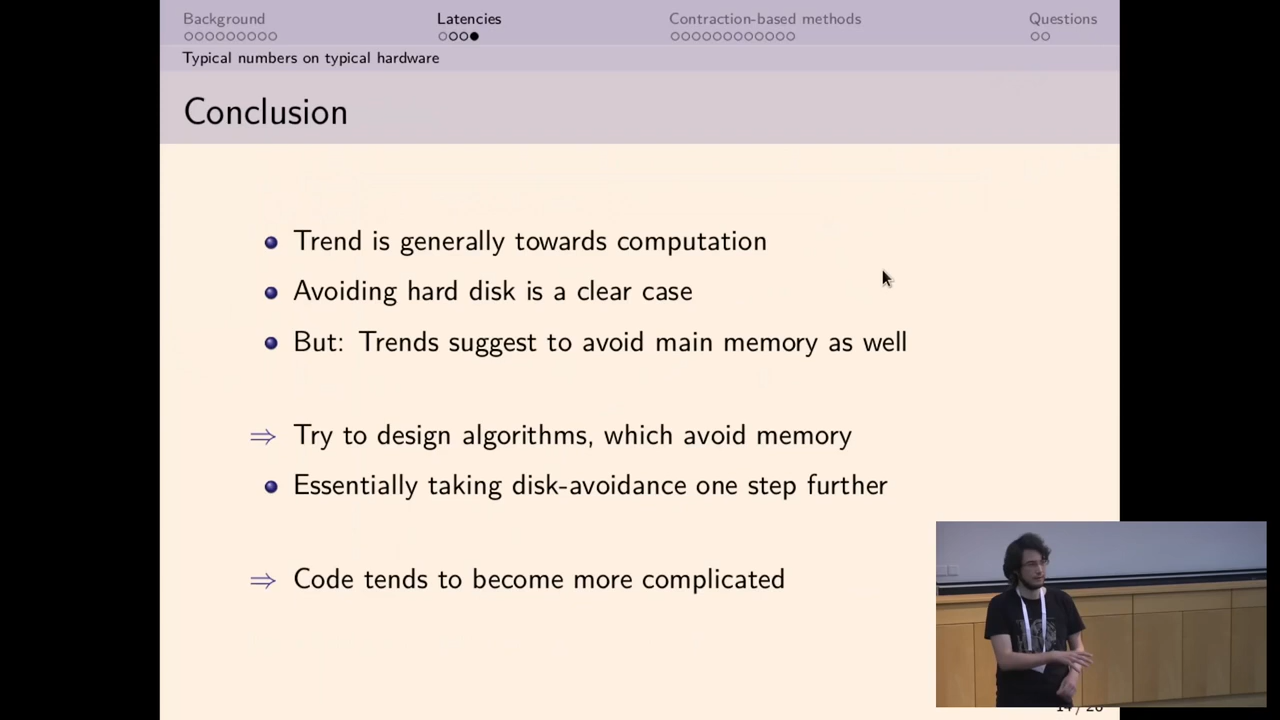 Background
Latencies
Contraction-based methods
Questions
Typical numbers on typical hardware
Conclusion
Trend is generally towards computation
Avoiding hard disk is a clear case
But: Trends suggest to avoid main memory as well
⇒ Try to design algorithms, which avoid memory
Essentially taking disk-avoidance one step further
⇒ Code tends to become more complicated